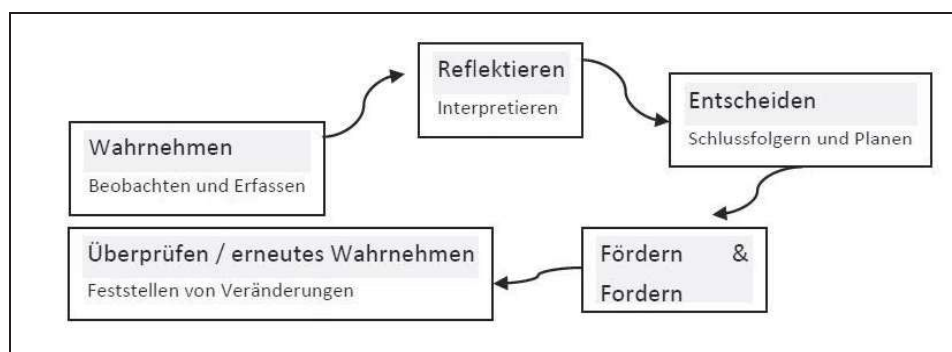 Wahrnehmen
Beobachten und Erfassen
Reflektieren
Interpretieren
Entscheiden
Schlussfolgern und Planen
Fördern &
Fordern
Überprüfen / erneutes Wahrnehmen
Feststellen von Veränderungen